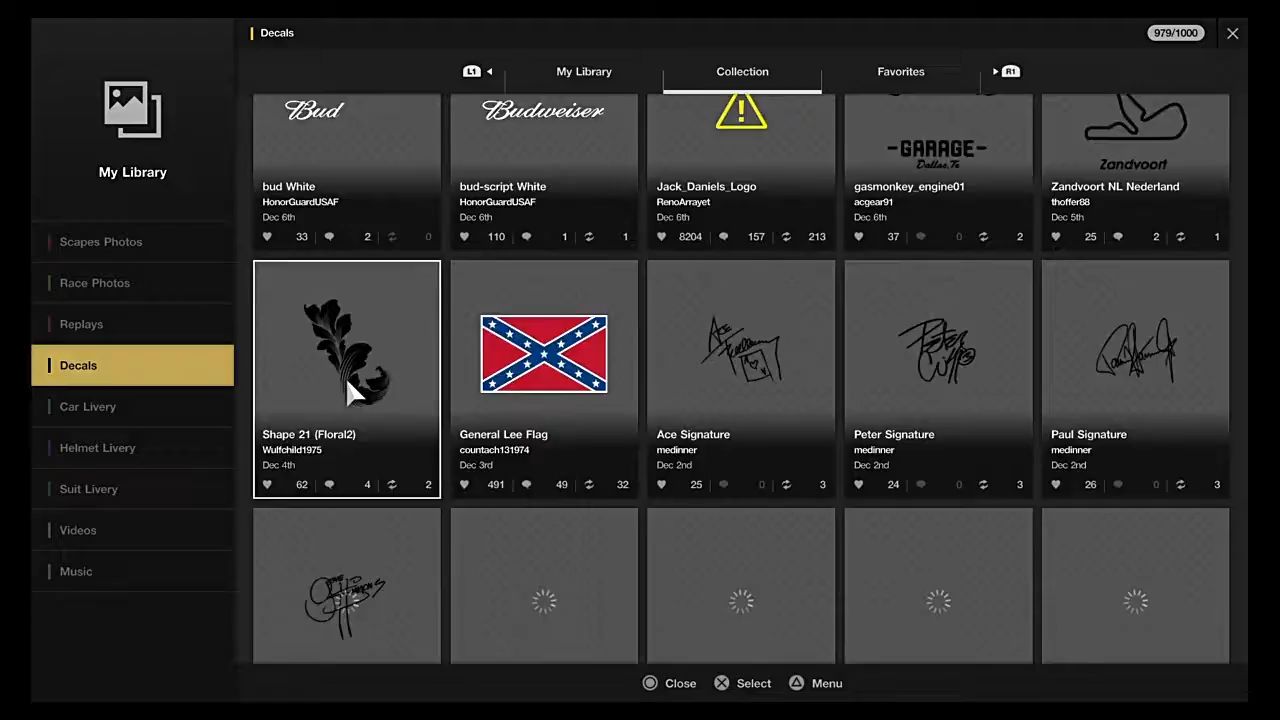 Decals
979/1000
L1
My Library
Collection
Favorites
R1
My Library
Scapes Photos
Race Photos
Replays
Decals
Car Livery
Helmet Livery
Suit Livery
Videos
Music
Bud
bud White
HonorGuardUSAF
Dec 6th
33 2 0
Budweiser
bud-script White
HonorGuardUSAF
Dec 6th
110 1 1
!
Jack_Daniels_Logo
RenoArrayet
Dec 6th
8204 157 213
-GARAGE-
Dallas, Tx
gasmonkey_engine01
acgear91
Dec 6th
37 0 2
Zandvoort
Zandvoort NL Nederland
thoffer88
Dec 5th
25 2 1
Shape 21 (Floral2)
Wulfchild1975
Dec 4th
62 4 2
General Lee Flag
countach131974
Dec 3rd
491 49 32
Ace Signature
medinner
Dec 2nd
25 0 3
Peter Signature
medinner
Dec 2nd
24 0 3
Paul Signature
medinner
Dec 2nd
26 0 3
Close
Select
Menu